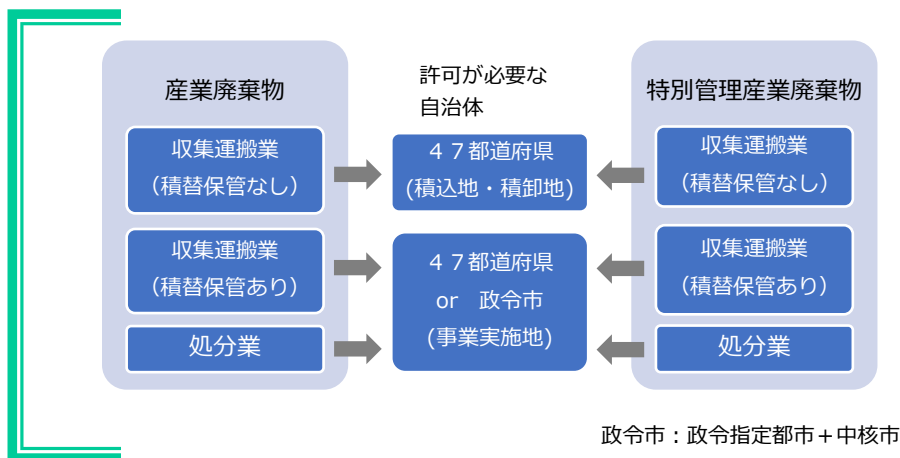 産業廃棄物
収集運搬業
（積替保管なし）
収集運搬業
（積替保管あり）
処分業
許可が必要な
自治体
４７都道府県
(積込地・積卸地)
４７都道府県
or　政令市
(事業実施地)
特別管理産業廃棄物
収集運搬業
（積替保管なし）
収集運搬業
（積替保管あり）
処分業
政令市：政令指定都市＋中核市